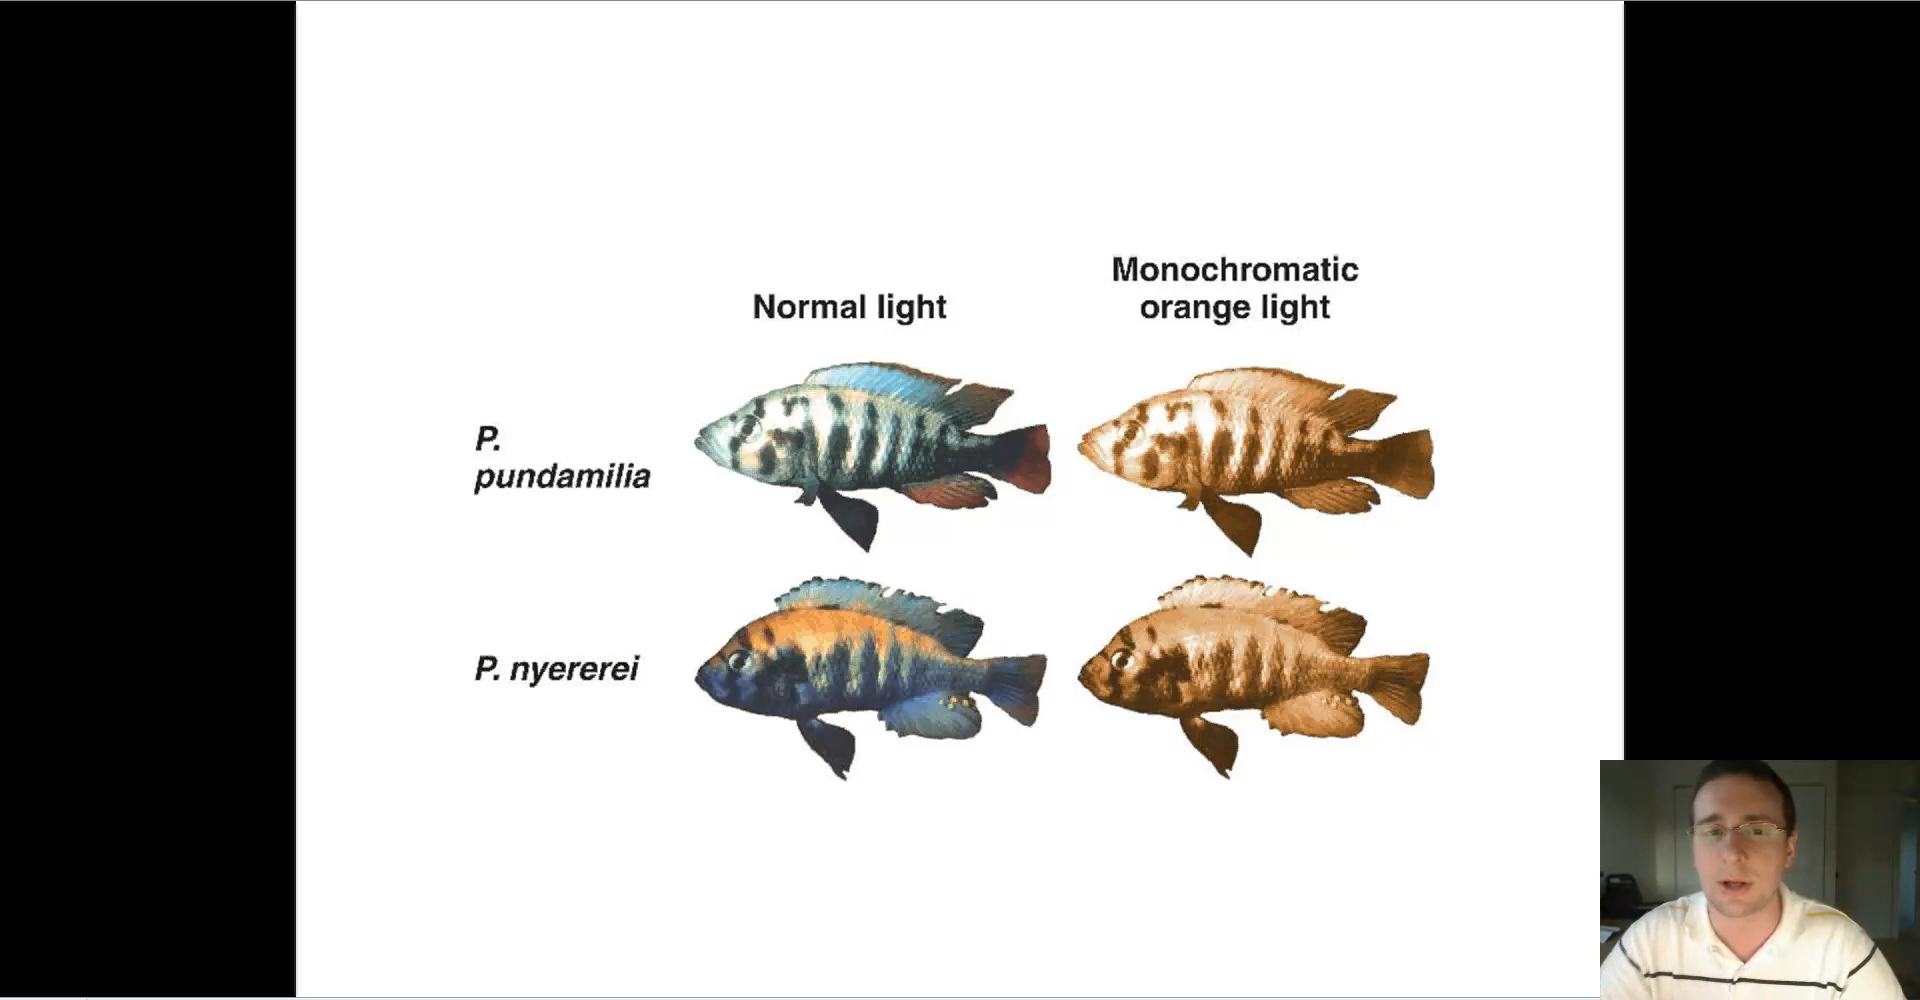 Normal light
Monochromatic
orange light
P.
pundamilia
P. nyererei